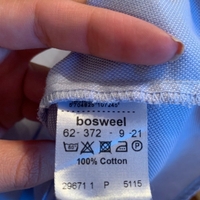 bosweel
62- 372 - 9 -21
100% Cotton
29671 1 P 5115